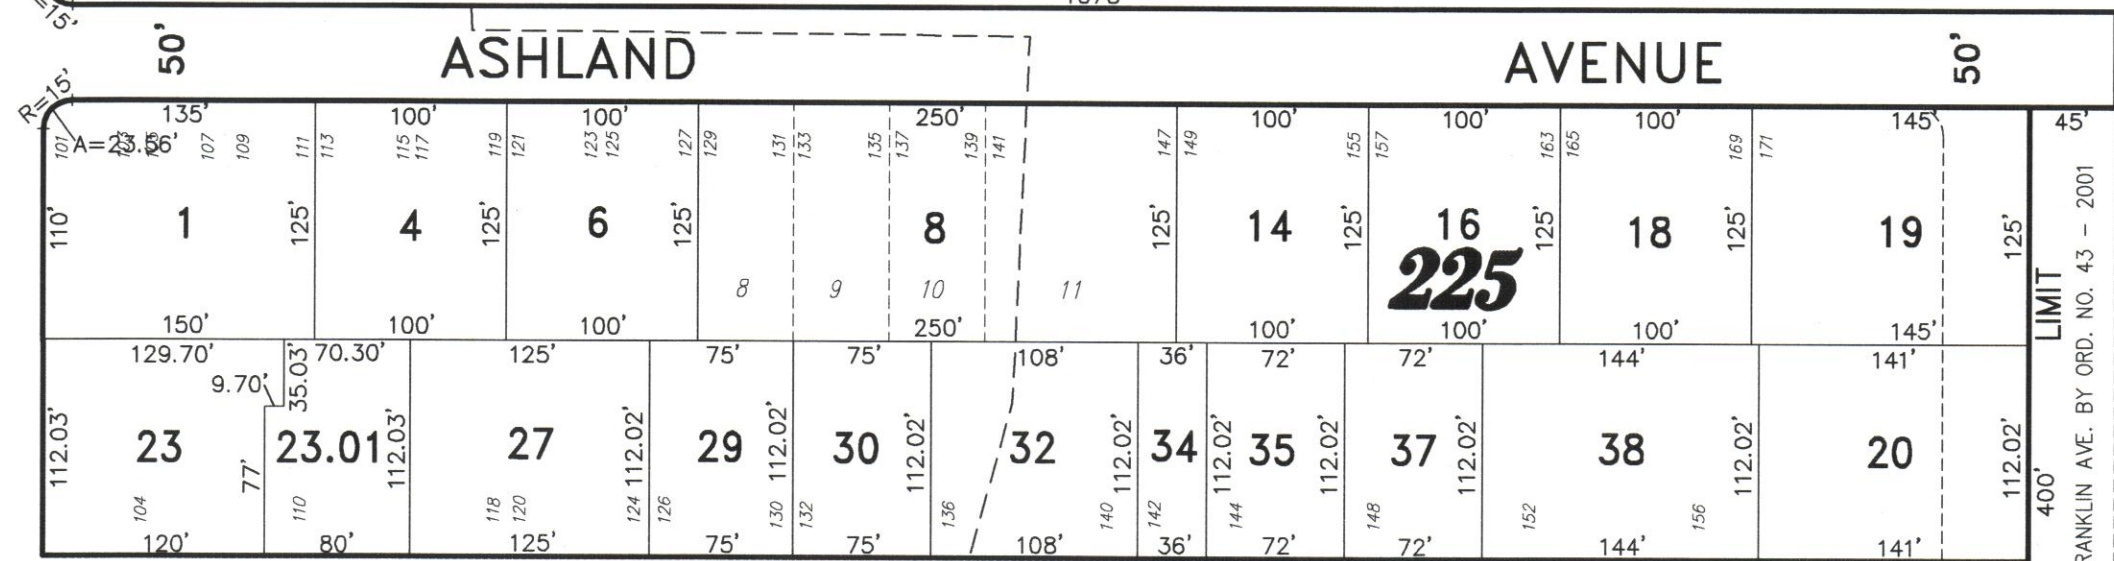 =15'
50' ASHLAND AVENUE 50'
R=15'
135' 100' 100' 250' 100' 100' 100' 145' 45'
A=23.56'
101 107 109 111 113 115 117 119 121 123 125 127 129 131 133 135 137 139 141 147 149 155 157 163 165 169 171
110' 1 125' 4 125' 6 125' 8 125' 14 125' 16 125' 18 125' 19 125'
225
8 9 10 11
150' 100' 100' 250' 100' 100' 100' 145'
LIMIT
129.70' 70.30' 125' 75' 75' 108' 36' 72' 72' 144' 141'
9.70' 35.03'
112.03' 23 77' 23.01 112.03' 27 112.02' 29 112.02' 30 112.02' 32 112.02' 34 112.02' 35 112.02' 37 112.02' 38 112.02' 20 112.02'
104 110 118 120 124 126 130 132 136 140 142 144 148 152 156
120' 80' 125' 75' 75' 108' 36' 72' 72' 144' 141'
400'
RANKLIN AVE. BY ORD. NO. 43 - 2001